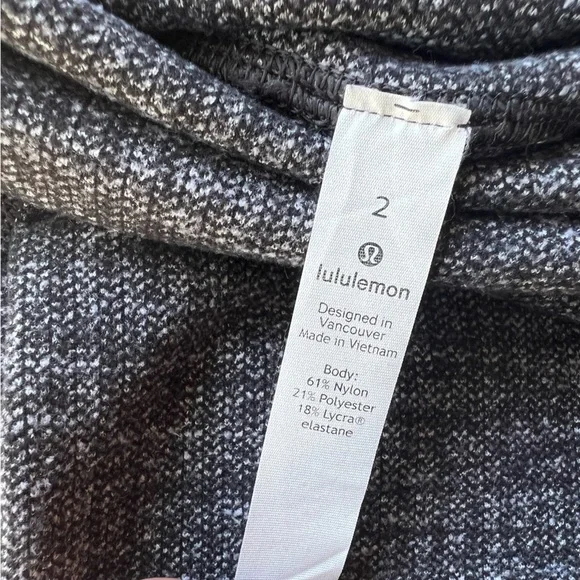 2
lululemon
Designed in
Vancouver
Made in Vietnam
Body:
61% Nylon
21% Polyester
18% Lycra®
elastane